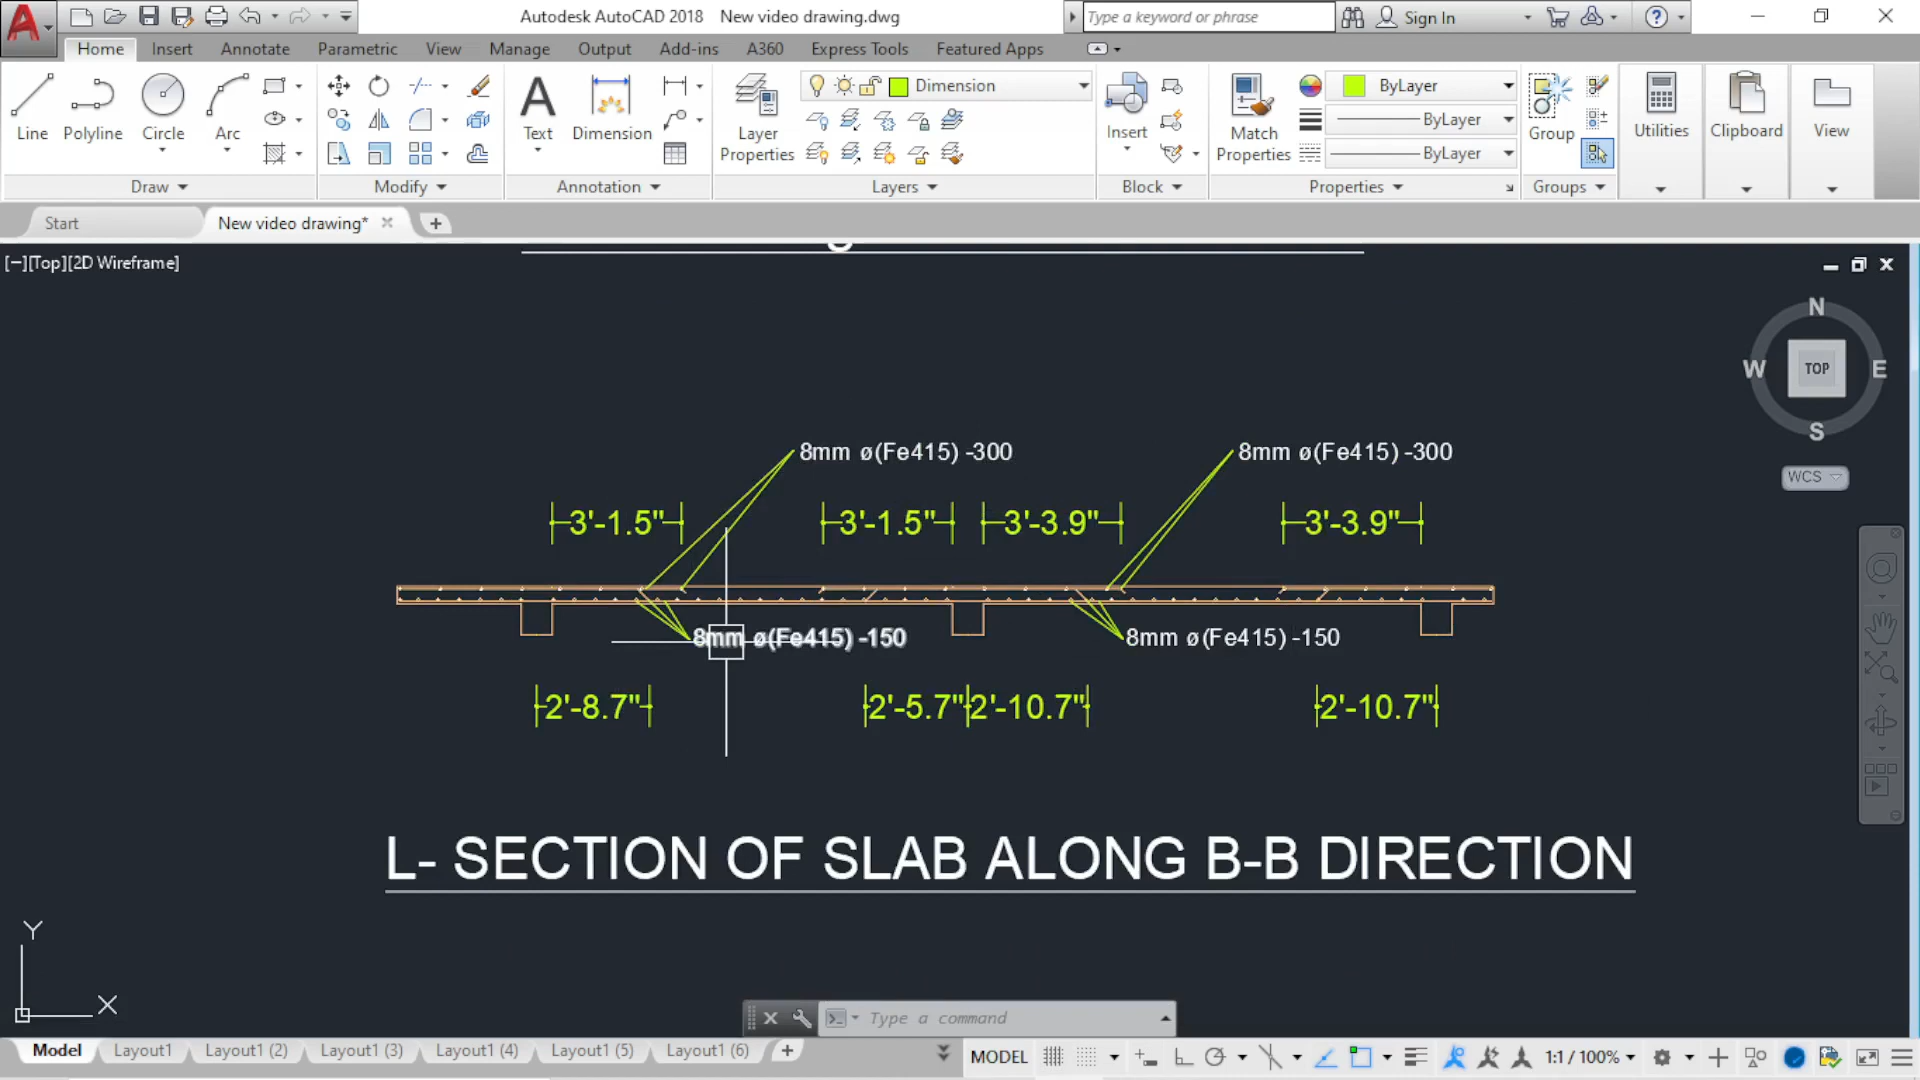 Autodesk AutoCAD 2018 New video drawing.dwg
Type a keyword or phrase
Sign In
Home Insert Annotate Parametric View Manage Output Add-ins A360 Express Tools Featured Apps
Line Polyline Circle Arc
Text Dimension
Layer Properties
Dimension
Insert
Match Properties
ByLayer
ByLayer
ByLayer
Group
Utilities
Clipboard
View
Draw Modify Annotation Layers Block Properties Groups
Start New video drawing*
[−][Top][2D Wireframe]
N
W TOP E
S
WCS
8mm ø(Fe415) -300 8mm ø(Fe415) -300
3'-1.5" 3'-1.5" 3'-3.9" 3'-3.9"
8mm ø(Fe415) -150 8mm ø(Fe415) -150
2'-8.7" 2'-5.7" 2'-10.7" 2'-10.7"
L- SECTION OF SLAB ALONG B-B DIRECTION
Y
X
Type a command
Model Layout1 Layout1 (2) Layout1 (3) Layout1 (4) Layout1 (5) Layout1 (6)
MODEL 1:1 / 100%